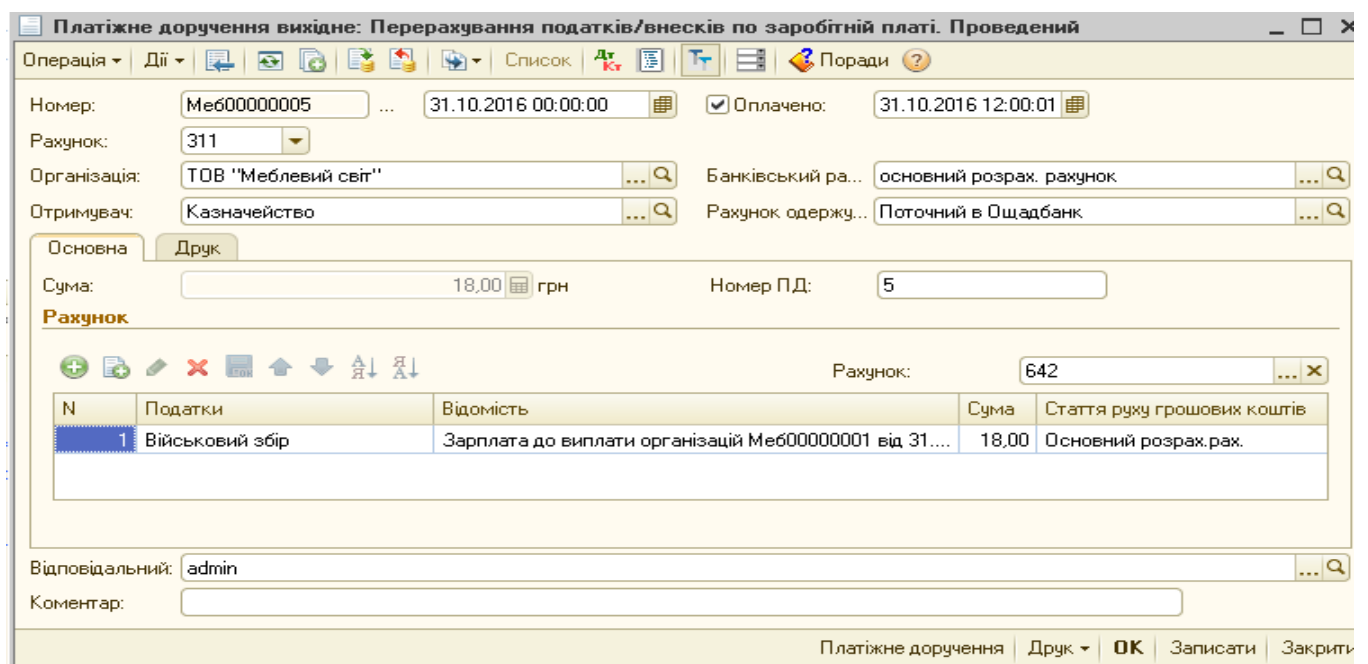 Платіжне доручення вихідне: Перерахування податків/внесків по заробітній платі. Проведений
Операція Дії Список Дт Кт Поради
Номер: Меб00000005 ... 31.10.2016 00:00:00 Оплачено: 31.10.2016 12:00:01
Рахунок: 311
Організація: ТОВ "Меблевий світ" ... Банківський ра... основний розрах. рахунок ...
Отримувач: Казначейство ... Рахунок одержу... Поточний в Ощадбанк ...
Основна Друк
Сума: 18,00 грн Номер ПД: 5
Рахунок
Рахунок: 642 ...
N Податки Відомість Сума Стаття руху грошових коштів
1 Військовий збір Зарплата до виплати організацій Меб00000001 від 31.... 18,00 Основний розрах.рах.
Відповідальний: admin ...
Коментар:
Платіжне доручення Друк OK Записати Закрити